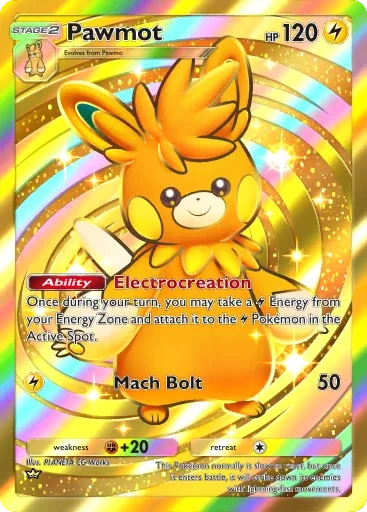 STAGE 2 Pawmot HP 120
Evolves from Pawmo
Ability Electrocreation
Once during your turn, you may take a Energy from
your Energy Zone and attach it to the Pokémon in the
Active Spot.
Mach Bolt 50
weakness +20 retreat
Illus. PLANETA CG Works
This Pokémon normally is slow to react, but once
it enters battle, it will strike down its enemies
with lightning-fast movements.